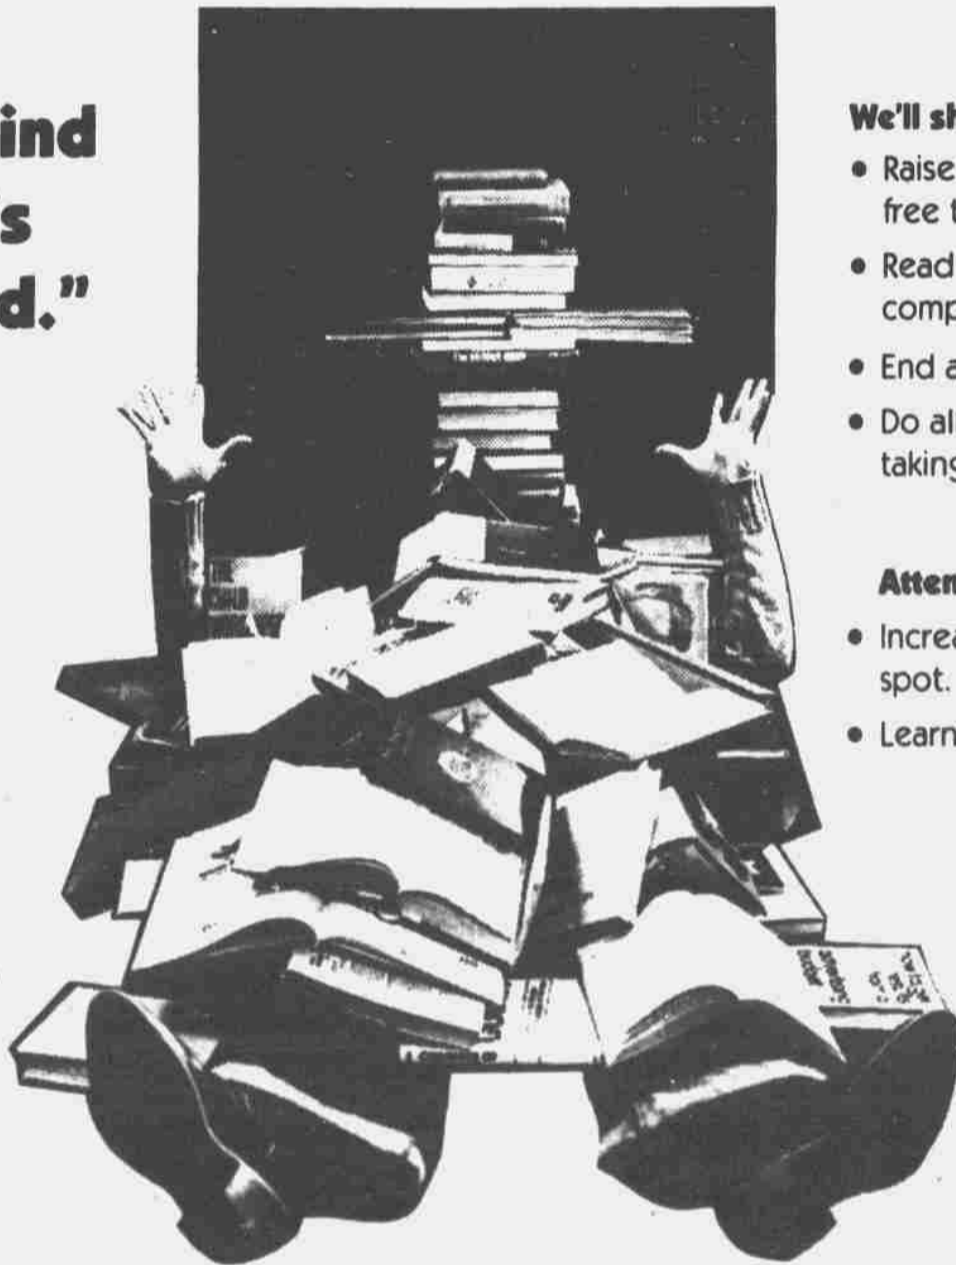 ind
s
d."
We'll sh
• Raise
free t
• Read
comp
• End a
• Do al
taking
Atten
• Increa
spot.
• Learn